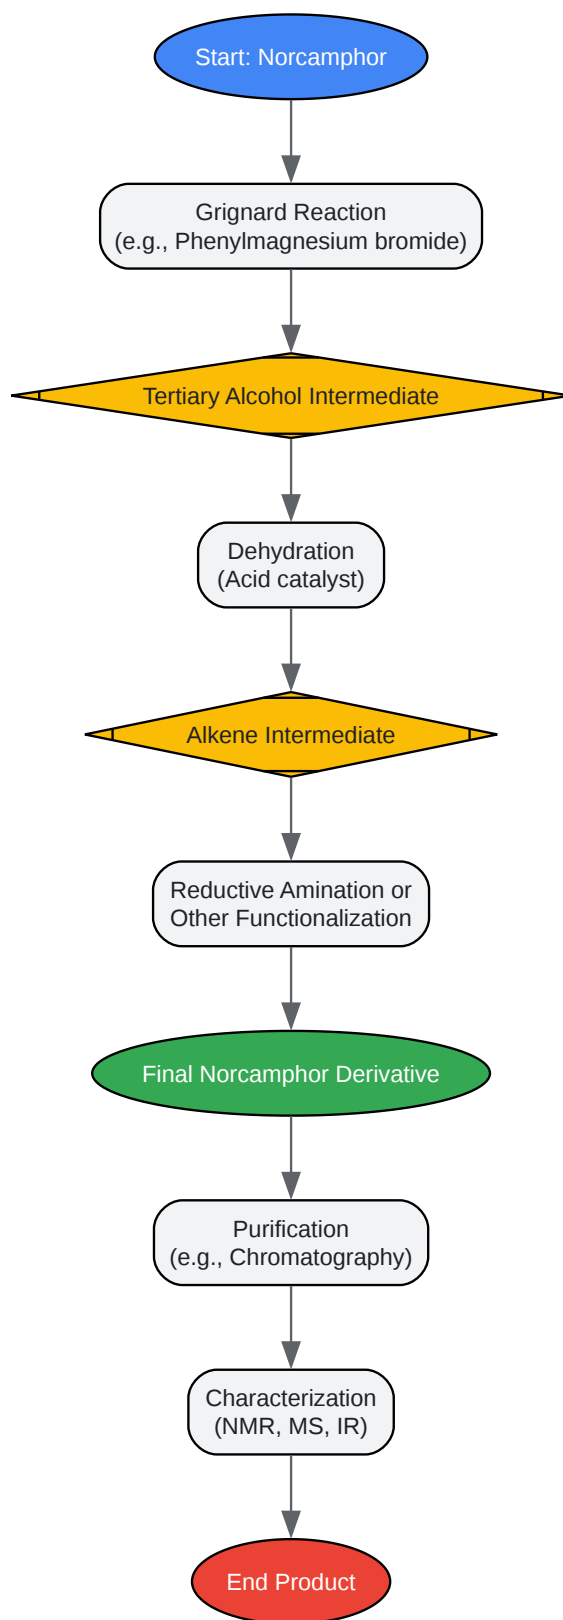 Start: Norcamphor
Grignard Reaction
(e.g., Phenylmagnesium bromide)
Tertiary Alcohol Intermediate
Dehydration
(Acid catalyst)
Alkene Intermediate
Reductive Amination or
Other Functionalization
Final Norcamphor Derivative
Purification
(e.g., Chromatography)
Characterization
(NMR, MS, IR)
End Product